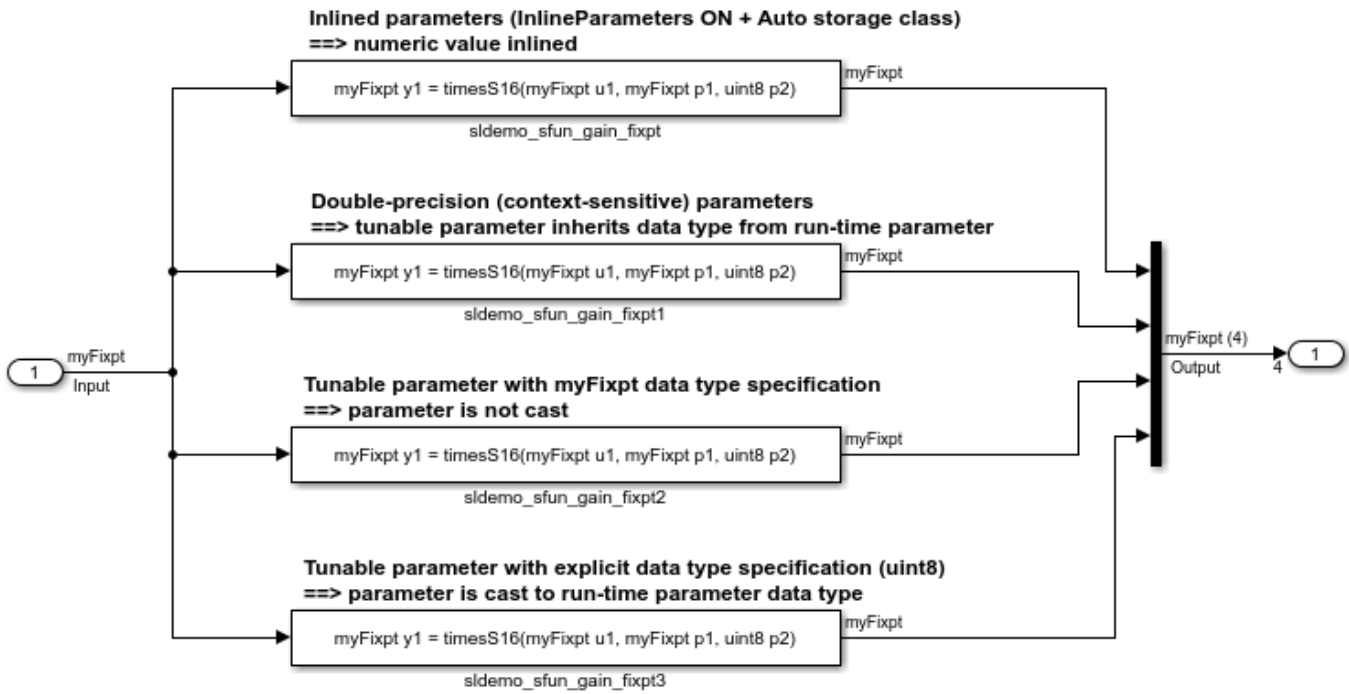 Inlined parameters (InlineParameters ON + Auto storage class)
==> numeric value inlined
myFixpt y1 = timesS16(myFixpt u1, myFixpt p1, uint8 p2)
myFixpt
sldemo_sfun_gain_fixpt
Double-precision (context-sensitive) parameters
==> tunable parameter inherits data type from run-time parameter
myFixpt y1 = timesS16(myFixpt u1, myFixpt p1, uint8 p2)
myFixpt
sldemo_sfun_gain_fixpt1
1
myFixpt
Input
myFixpt (4)
Output
4
1
Tunable parameter with myFixpt data type specification
==> parameter is not cast
myFixpt y1 = timesS16(myFixpt u1, myFixpt p1, uint8 p2)
myFixpt
sldemo_sfun_gain_fixpt2
Tunable parameter with explicit data type specification (uint8)
==> parameter is cast to run-time parameter data type
myFixpt y1 = timesS16(myFixpt u1, myFixpt p1, uint8 p2)
myFixpt
sldemo_sfun_gain_fixpt3